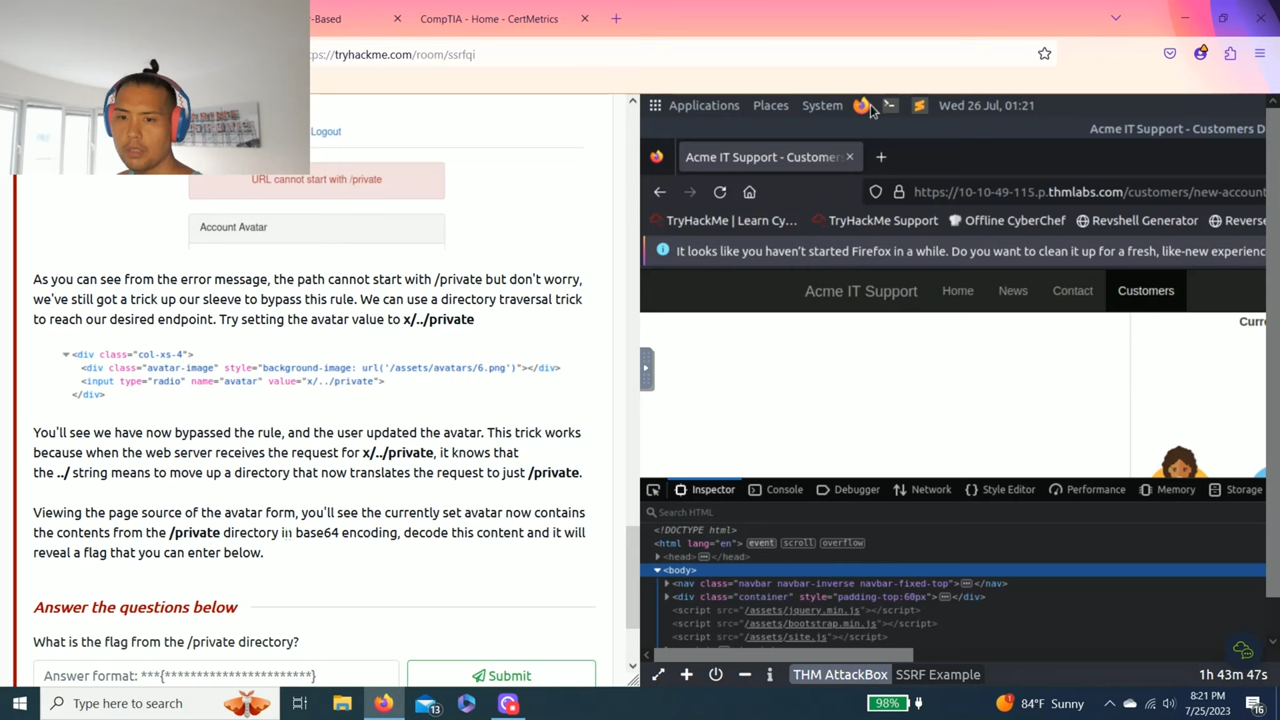 -Based
CompTIA - Home - CertMetrics
ps://tryhackme.com/room/ssrfqi
Logout
URL cannot start with /private
Account Avatar
As you can see from the error message, the path cannot start with /private but don't worry,
we've still got a trick up our sleeve to bypass this rule. We can use a directory traversal trick
to reach our desired endpoint. Try setting the avatar value to x/../private
<div class="col-xs-4">
<div class="avatar-image" style="background-image: url('/assets/avatars/6.png')"></div>
<input type="radio" name="avatar" value="x/../private">
</div>
You'll see we have now bypassed the rule, and the user updated the avatar. This trick works
because when the web server receives the request for x/../private, it knows that
the ../ string means to move up a directory that now translates the request to just /private.
Viewing the page source of the avatar form, you'll see the currently set avatar now contains
the contents from the /private directory in base64 encoding, decode this content and it will
reveal a flag that you can enter below.
Answer the questions below
What is the flag from the /private directory?
Answer format: ***{***********************}
Submit
Applications Places System Wed 26 Jul, 01:21
Acme IT Support - Customers D
Acme IT Support - Customer
https://10-10-49-115.p.thmlabs.com/customers/new-account
TryHackMe | Learn Cy... TryHackMe Support Offline CyberChef Revshell Generator Reverse
It looks like you haven't started Firefox in a while. Do you want to clean it up for a fresh, like-new experienc
Acme IT Support Home News Contact Customers
Curr
Inspector Console Debugger Network Style Editor Performance Memory Storage
Search HTML
<!DOCTYPE html>
<html lang="en"> event scroll overflow
<head> </head>
<body>
<nav class="navbar navbar-inverse navbar-fixed-top"> </nav>
<div class="container" style="padding-top:60px"> </div>
<script src="/assets/jquery.min.js"></script>
<script src="/assets/bootstrap.min.js"></script>
<script src="/assets/site.js"></script>
THM AttackBox SSRF Example 1h 43m 47s
Type here to search
13
98%
84°F Sunny
8:21 PM
7/25/2023
16